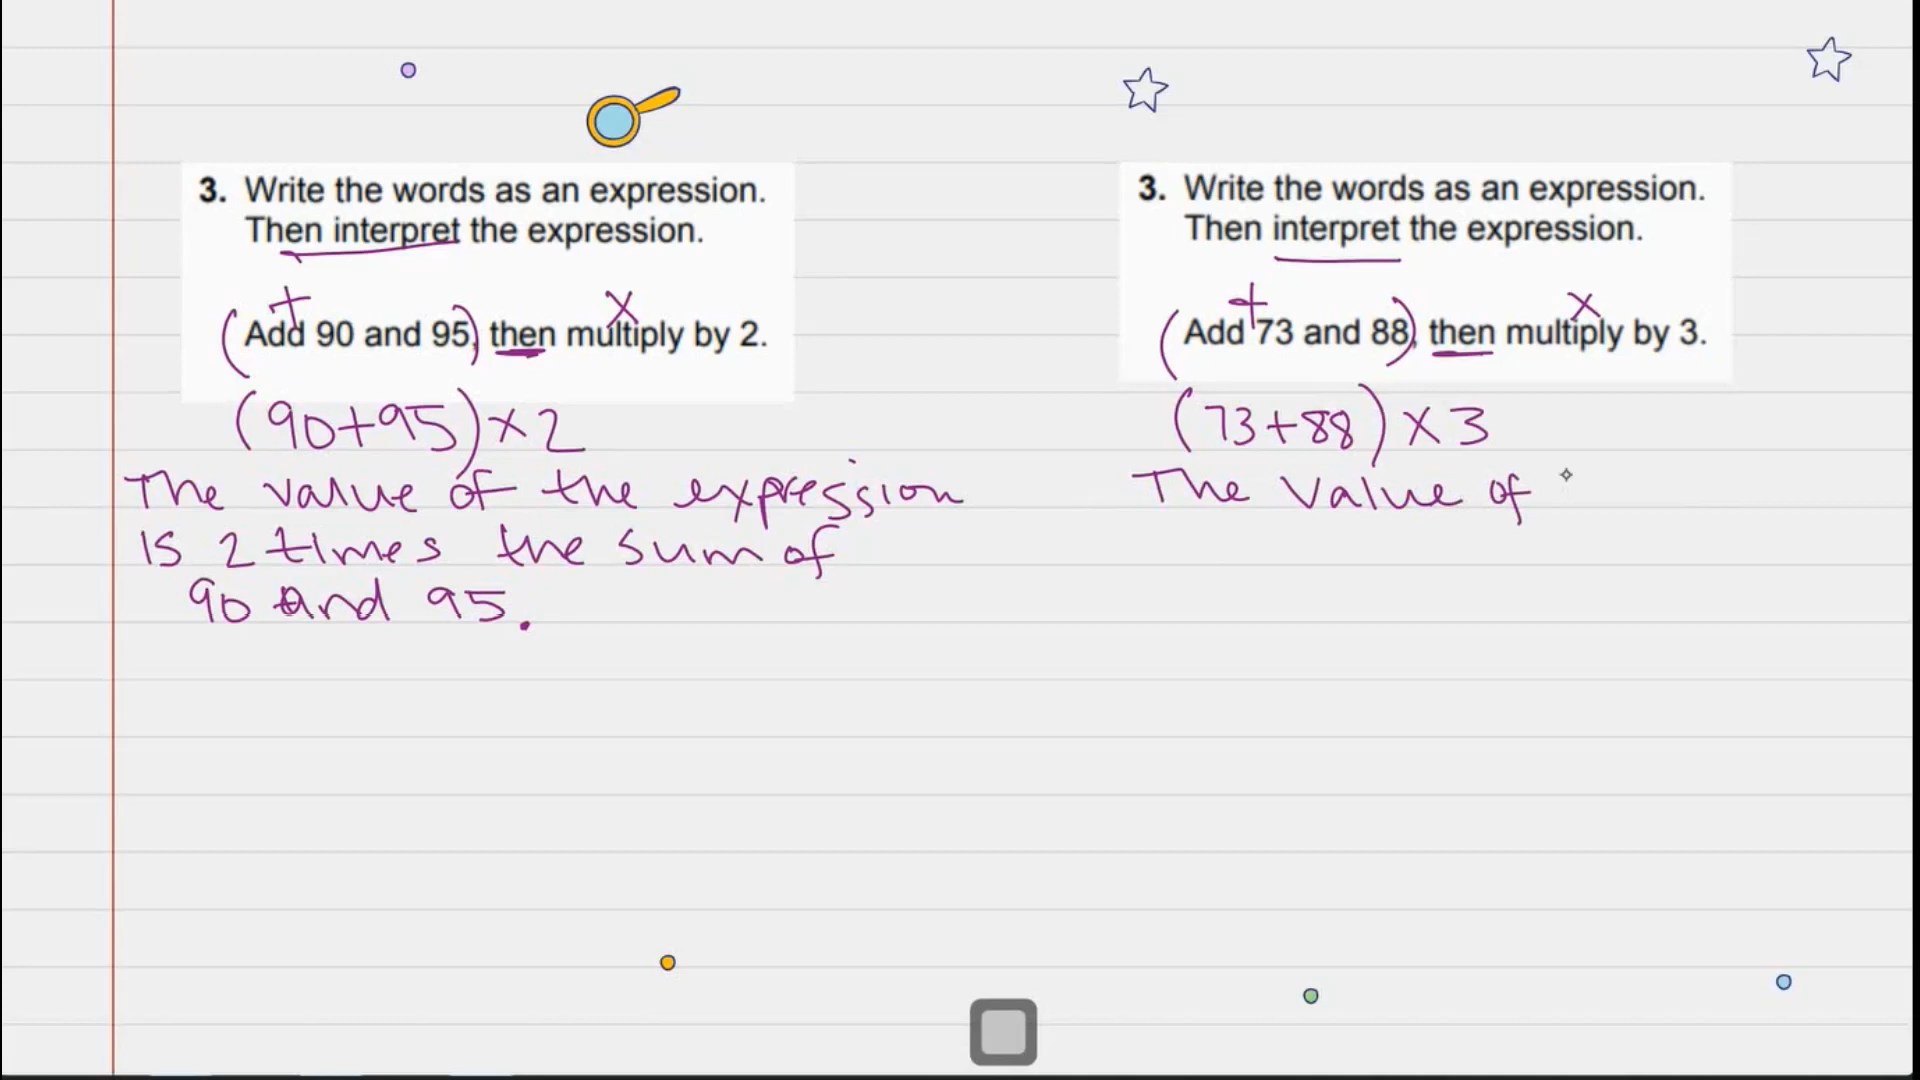 3. Write the words as an expression.
Then interpret the expression.
+ x
(Add 90 and 95), then multiply by 2.
(90+95)×2
The value of the expression
is 2 times the sum of
90 and 95.
3. Write the words as an expression.
Then interpret the expression.
+ x
(Add 73 and 88), then multiply by 3.
(73+88)×3
The value of